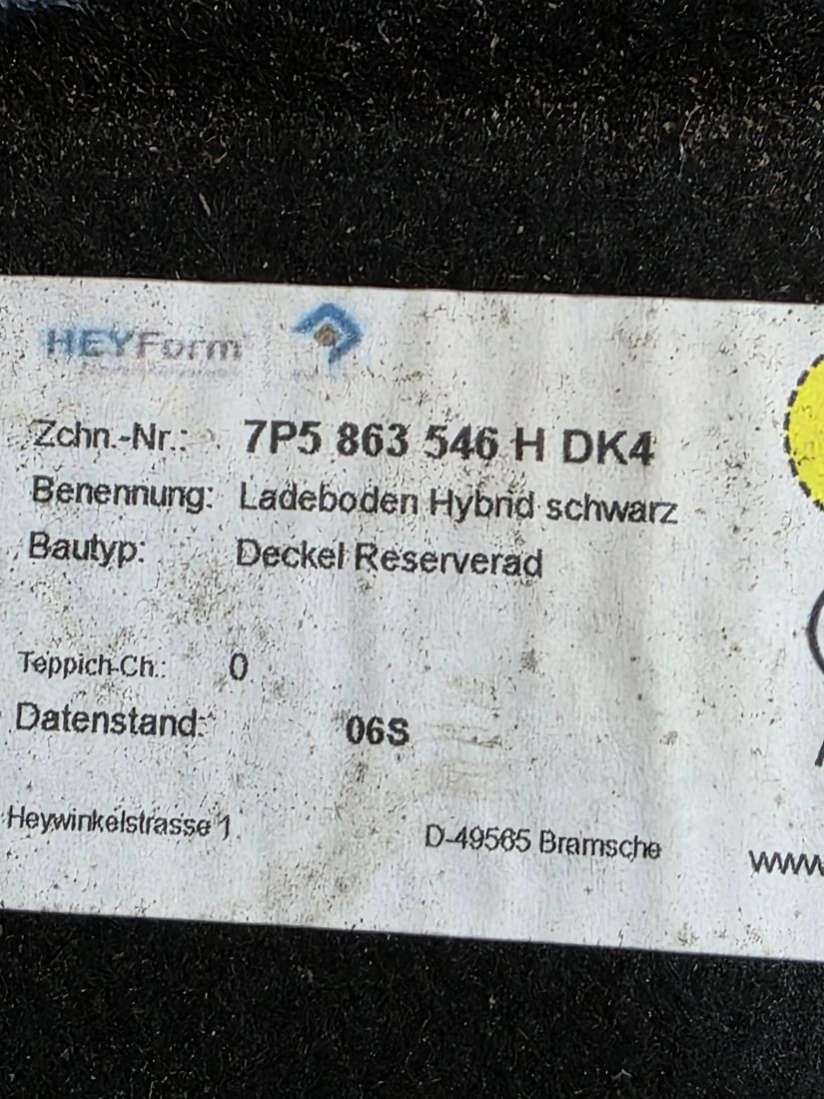 HEYForm
Zchn.-Nr.: 7P5 863 546 H DK4
Benennung: Ladeboden Hybrid schwarz
Bautyp: Deckel Reserverad
Teppich-Ch.: 0
Datenstand: 06S
Heywinkelstrasse 1 D-49565 Bramsche www